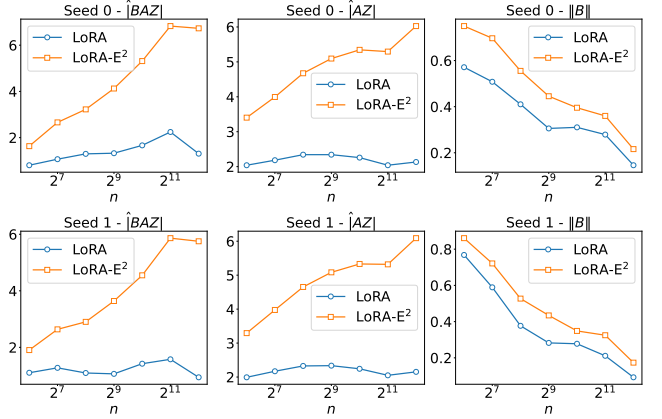 Seed 0 - |B̂AZ|
6
4
2
LoRA
LoRA-E²
2⁷ 2⁹ 2¹¹
n
Seed 0 - |ÂZ|
6
5
4
3
2
LoRA
LoRA-E²
2⁷ 2⁹ 2¹¹
n
Seed 0 - ‖B‖
0.6
0.4
0.2
LoRA
LoRA-E²
2⁷ 2⁹ 2¹¹
n
Seed 1 - |B̂AZ|
6
4
2
LoRA
LoRA-E²
2⁷ 2⁹ 2¹¹
n
Seed 1 - |ÂZ|
6
5
4
3
2
LoRA
LoRA-E²
2⁷ 2⁹ 2¹¹
n
Seed 1 - ‖B‖
0.8
0.6
0.4
0.2
LoRA
LoRA-E²
2⁷ 2⁹ 2¹¹
n